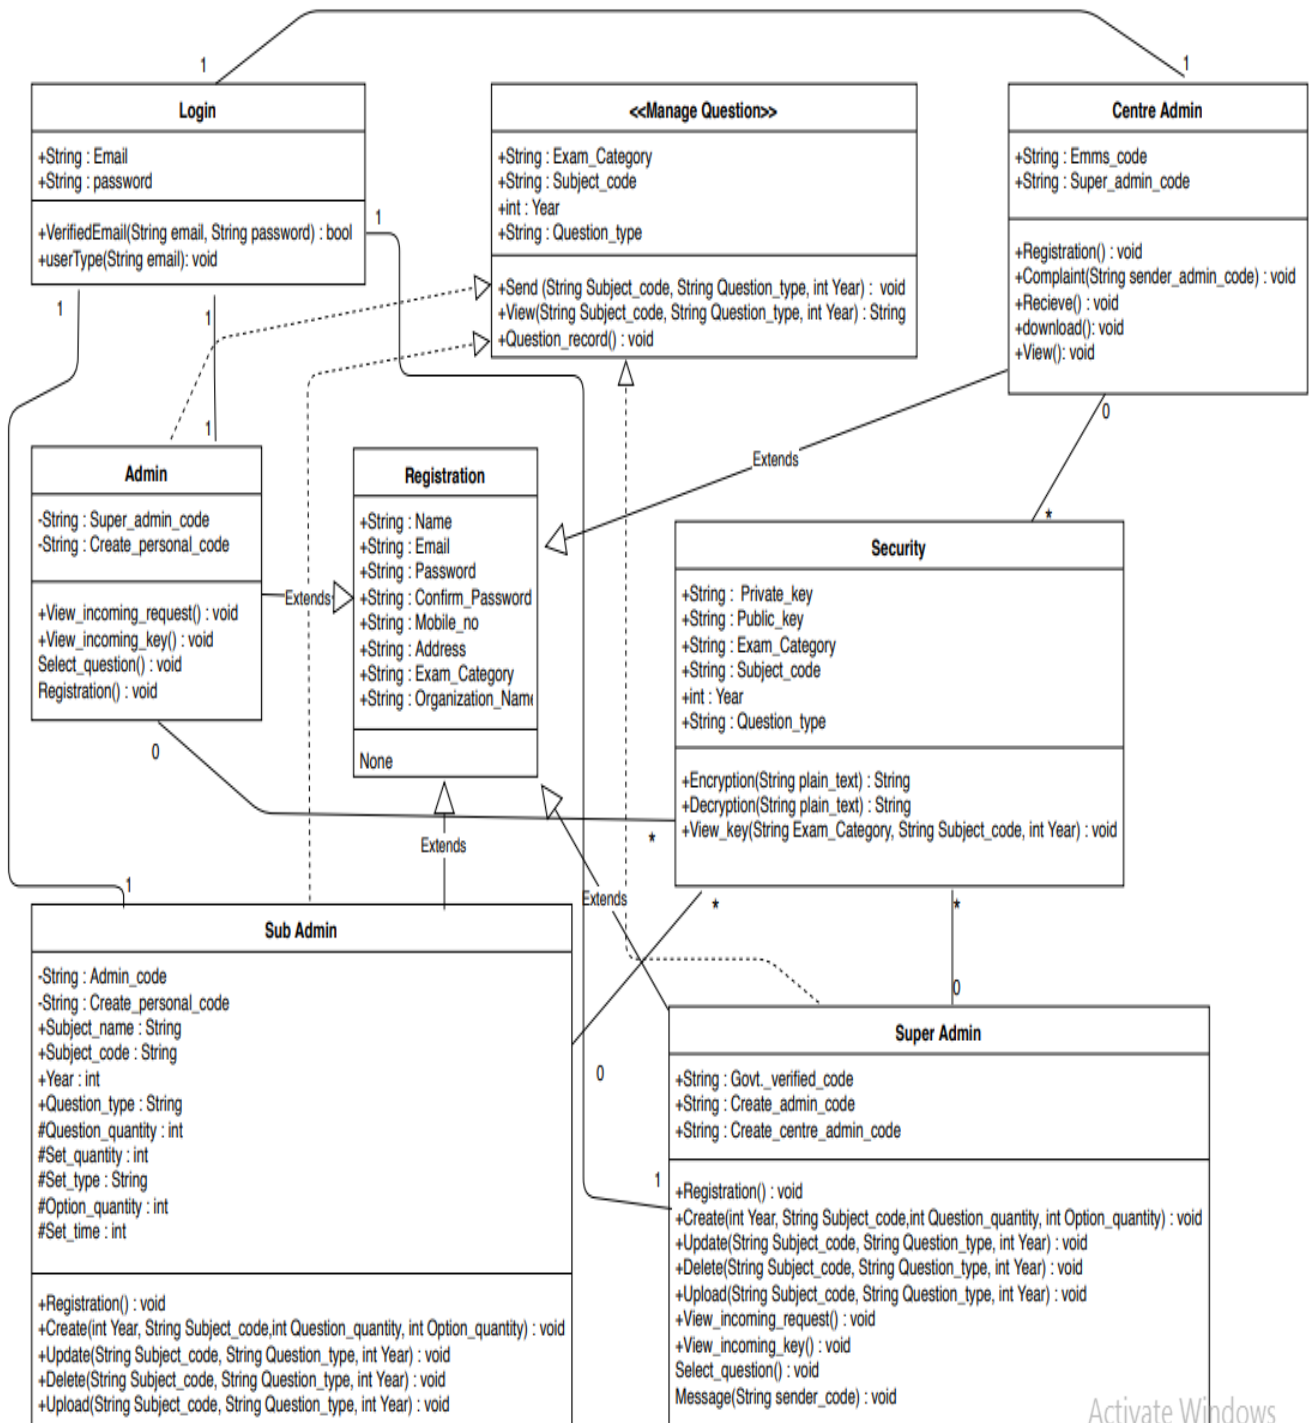 1
1
Login
+String : Email
+String : password
+VerifiedEmail(String email, String password) : bool
+userType(String email): void
1
1
1
<<Manage Question>>
+String : Exam_Category
+String : Subject_code
+int : Year
+String : Question_type
+Send (String Subject_code, String Question_type, int Year) : void
+View(String Subject_code, String Question_type, int Year) : String
+Question_record() : void
Centre Admin
+String : Emms_code
+String : Super_admin_code
+Registration() : void
+Complaint(String sender_admin_code) : void
+Recieve() : void
+download(): void
+View(): void
0
1
Admin
-String : Super_admin_code
-String : Create_personal_code
+View_incoming_request() : void
+View_incoming_key() : void
Select_question() : void
Registration() : void
0
Extends
Registration
+String : Name
+String : Email
+String : Password
+String : Confirm_Password
+String : Mobile_no
+String : Address
+String : Exam_Category
+String : Organization_Name
None
Extends
*
Security
+String : Private_key
+String : Public_key
+String : Exam_Category
+String : Subject_code
+int : Year
+String : Question_type
+Encryption(String plain_text) : String
+Decryption(String plain_text) : String
+View_key(String Exam_Category, String Subject_code, int Year) : void
*
Extends
Extends
*
*
1
Sub Admin
-String : Admin_code
-String : Create_personal_code
+Subject_name : String
+Subject_code : String
+Year : int
+Question_type : String
#Question_quantity : int
#Set_quantity : int
#Set_type : String
#Option_quantity : int
#Set_time : int
+Registration() : void
+Create(int Year, String Subject_code,int Question_quantity, int Option_quantity) : void
+Update(String Subject_code, String Question_type, int Year) : void
+Delete(String Subject_code, String Question_type, int Year) : void
+Upload(String Subject_code, String Question_type, int Year) : void
0
0
1
Super Admin
+String : Govt._verified_code
+String : Create_admin_code
+String : Create_centre_admin_code
+Registration() : void
+Create(int Year, String Subject_code,int Question_quantity, int Option_quantity) : void
+Update(String Subject_code, String Question_type, int Year) : void
+Delete(String Subject_code, String Question_type, int Year) : void
+Upload(String Subject_code, String Question_type, int Year) : void
+View_incoming_request() : void
+View_incoming_key() : void
Select_question() : void
Message(String sender_code) : void
Activate Windows